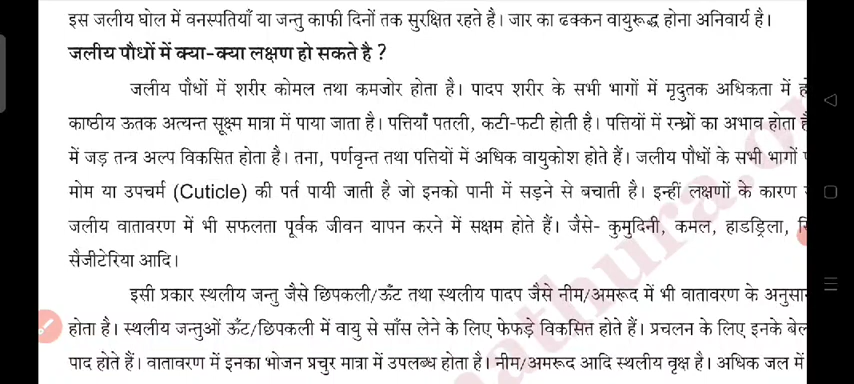 इस जलीय घोल में वनस्पतियाँ या जन्तु काफी दिनों तक सुरक्षित रहते है। जार का ढक्कन वायुरूद्ध होना अनिवार्य है।
जलीय पौधों में क्या-क्या लक्षण हो सकते है ?
जलीय पौधों में शरीर कोमल तथा कमजोर होता है। पादप शरीर के सभी भागों में मृदुतक अधिकता में
काष्ठीय ऊतक अत्यन्त सूक्ष्म मात्रा में पाया जाता है। पत्तियाँ पतली, कटी-फटी होती है। पत्तियों में रन्ध्रों का अभाव होता
में जड़ तन्त्र अल्प विकसित होता है। तना, पर्णवृन्त तथा पत्तियों में अधिक वायुकोश होते हैं। जलीय पौधों के सभी भागों
मोम या उपचर्म (Cuticle) की पर्त पायी जाती है जो इनको पानी में सड़ने से बचाती है। इन्हीं लक्षणों के कारण
जलीय वातावरण में भी सफलता पूर्वक जीवन यापन करने में सक्षम होते हैं। जैसे- कुमुदिनी, कमल, हाडड्रिला,
सैजीटेरिया आदि।
इसी प्रकार स्थलीय जन्तु जैसे छिपकली/ऊँट तथा स्थलीय पादप जैसे नीम/अमरूद में भी वातावरण के
होता है। स्थलीय जन्तुओं ऊँट/छिपकली में वायु से साँस लेने के लिए फेफड़े विकसित होते हैं। प्रचलन के लिए इनके
पाद होते हैं। वातावरण में इनका भोजन प्रचुर मात्रा में उपलब्ध होता है। नीम/अमरूद आदि स्थलीय वृक्ष है। अधिक जल में